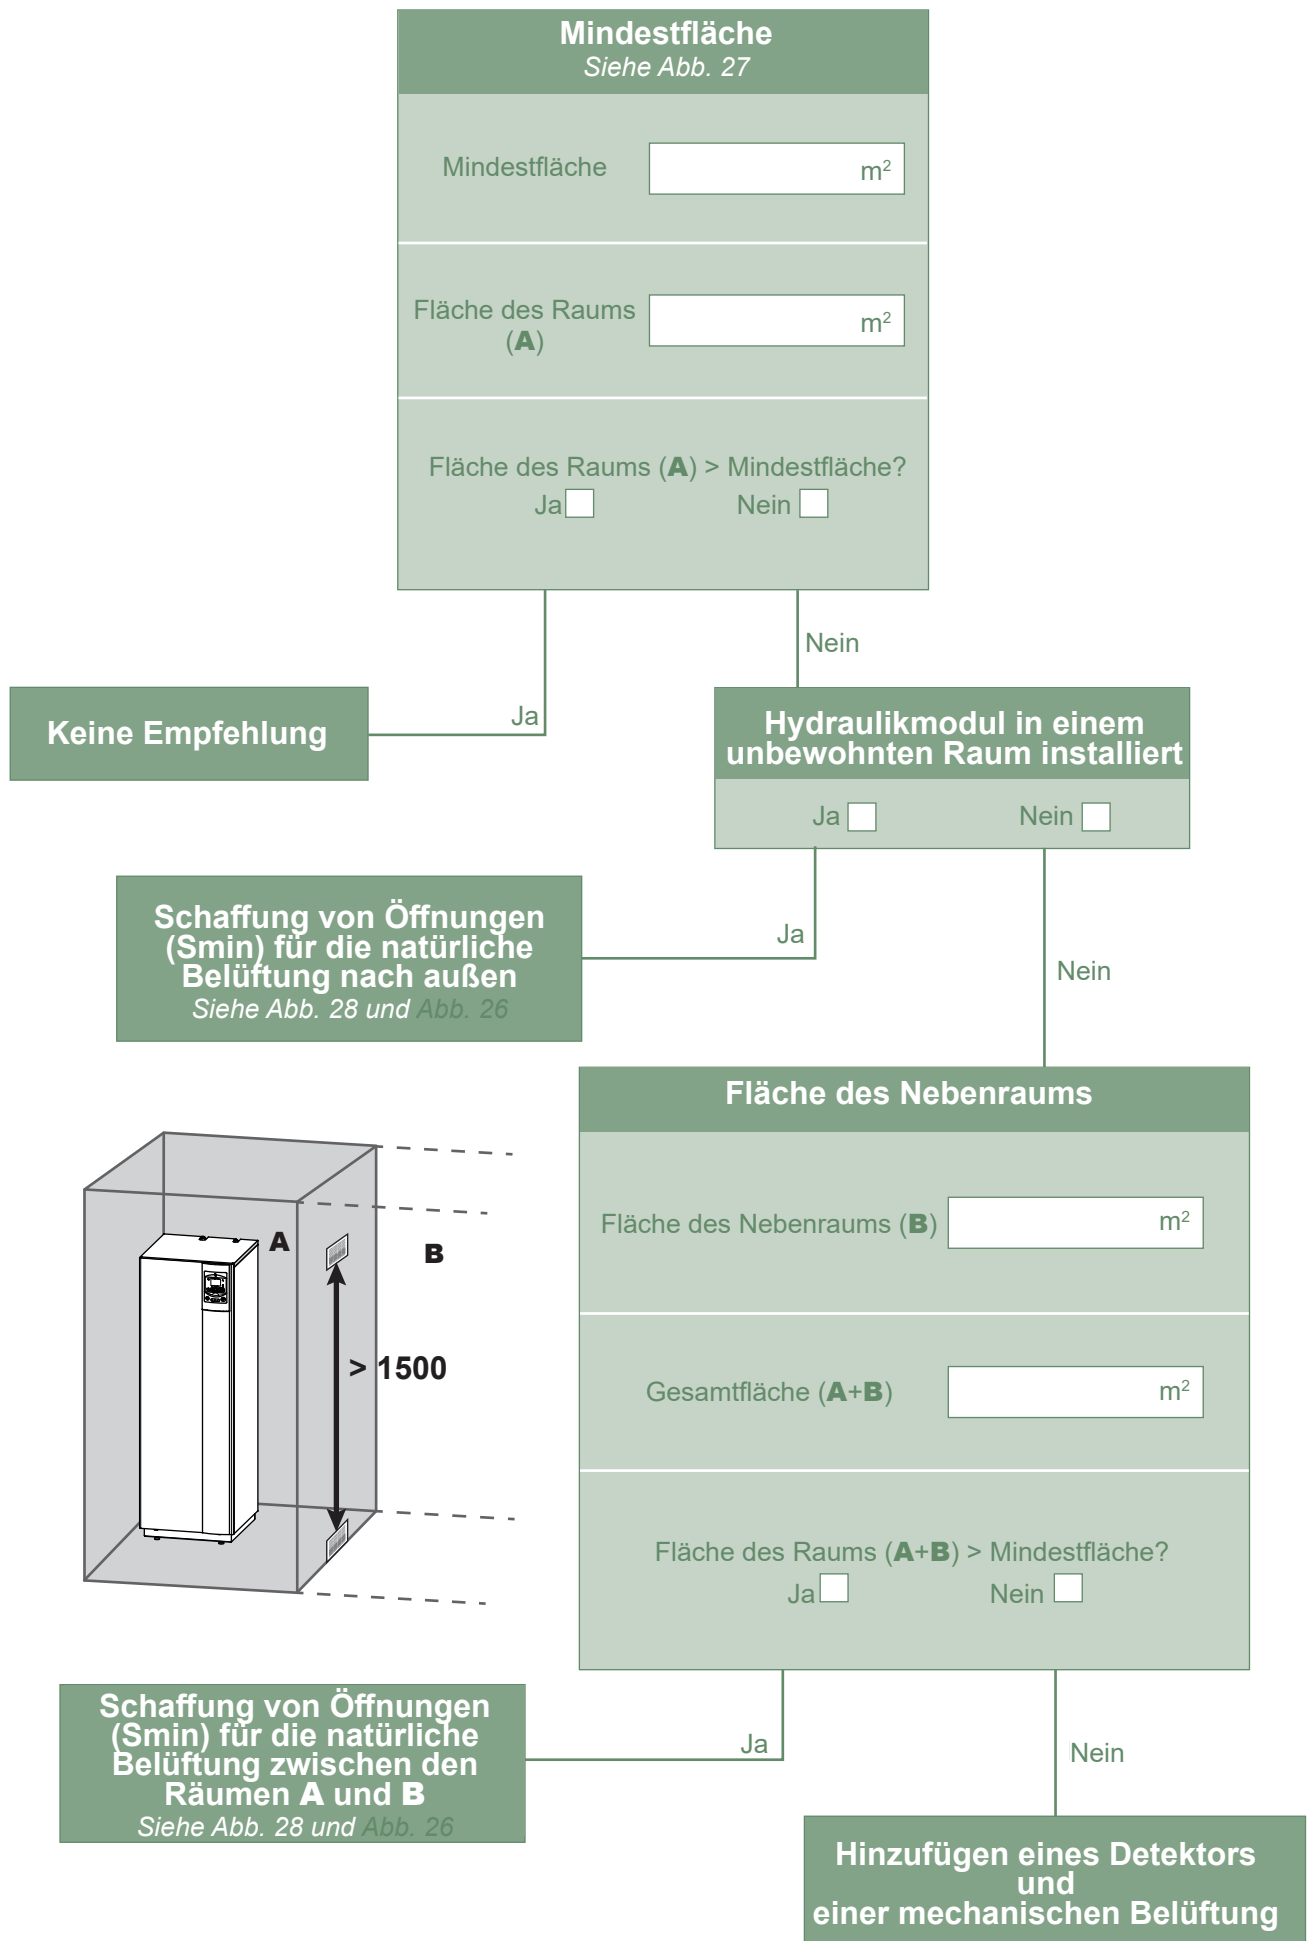 Mindestfläche
Siehe Abb. 27
Mindestfläche
m²
Fläche des Raums
(A)
m²
Fläche des Raums (A) > Mindestfläche?
Ja
Nein
Nein
Ja
Keine Empfehlung
Hydraulikmodul in einem
unbewohnten Raum installiert
Ja
Nein
Schaffung von Öffnungen
(Smin) für die natürliche
Belüftung nach außen
Siehe Abb. 28 und Abb. 26
Ja
Nein
Fläche des Nebenraums
Fläche des Nebenraums (B)
m²
A
B
> 1500
Gesamtfläche (A+B)
m²
Fläche des Raums (A+B) > Mindestfläche?
Ja
Nein
Schaffung von Öffnungen
(Smin) für die natürliche
Belüftung zwischen den
Räumen A und B
Siehe Abb. 28 und Abb. 26
Ja
Nein
Hinzufügen eines Detektors
und
einer mechanischen Belüftung